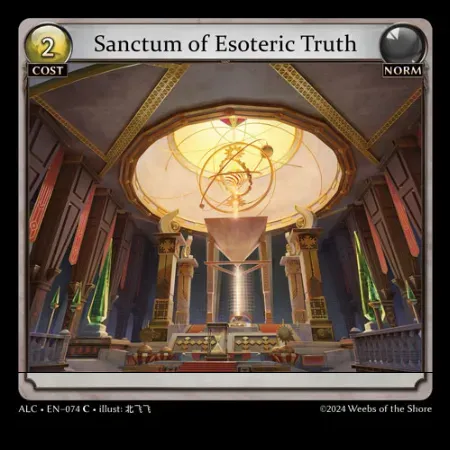 2
Sanctum of Esoteric Truth
COST
NORM
ALC • EN–074 C • illust: 北飞飞
©2024 Weebs of the Shore